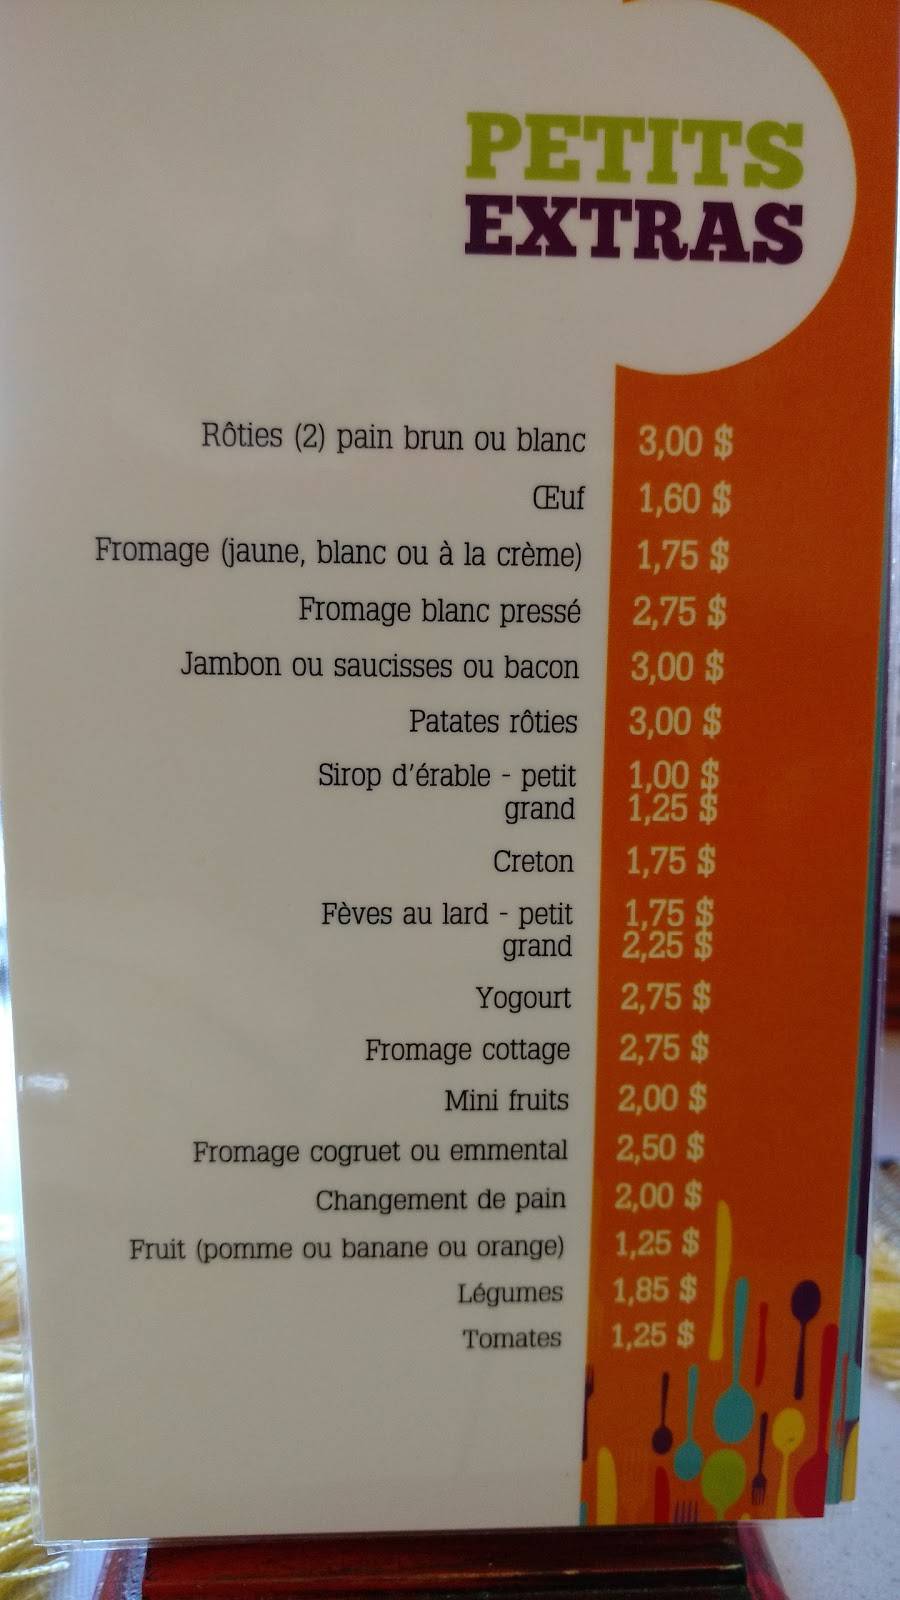 PETITS
EXTRAS
Rôties (2) pain brun ou blanc 3,00 $
Œuf 1,60 $
Fromage (jaune, blanc ou à la crème) 1,75 $
Fromage blanc pressé 2,75 $
Jambon ou saucisses ou bacon 3,00 $
Patates rôties 3,00 $
Sirop d'érable - petit 1,00 $
grand 1,25 $
Creton 1,75 $
Fèves au lard - petit 1,75 $
grand 2,25 $
Yogourt 2,75 $
Fromage cottage 2,75 $
Mini fruits 2,00 $
Fromage cogruet ou emmental 2,50 $
Changement de pain 2,00 $
Fruit (pomme ou banane ou orange) 1,25 $
Légumes 1,85 $
Tomates 1,25 $